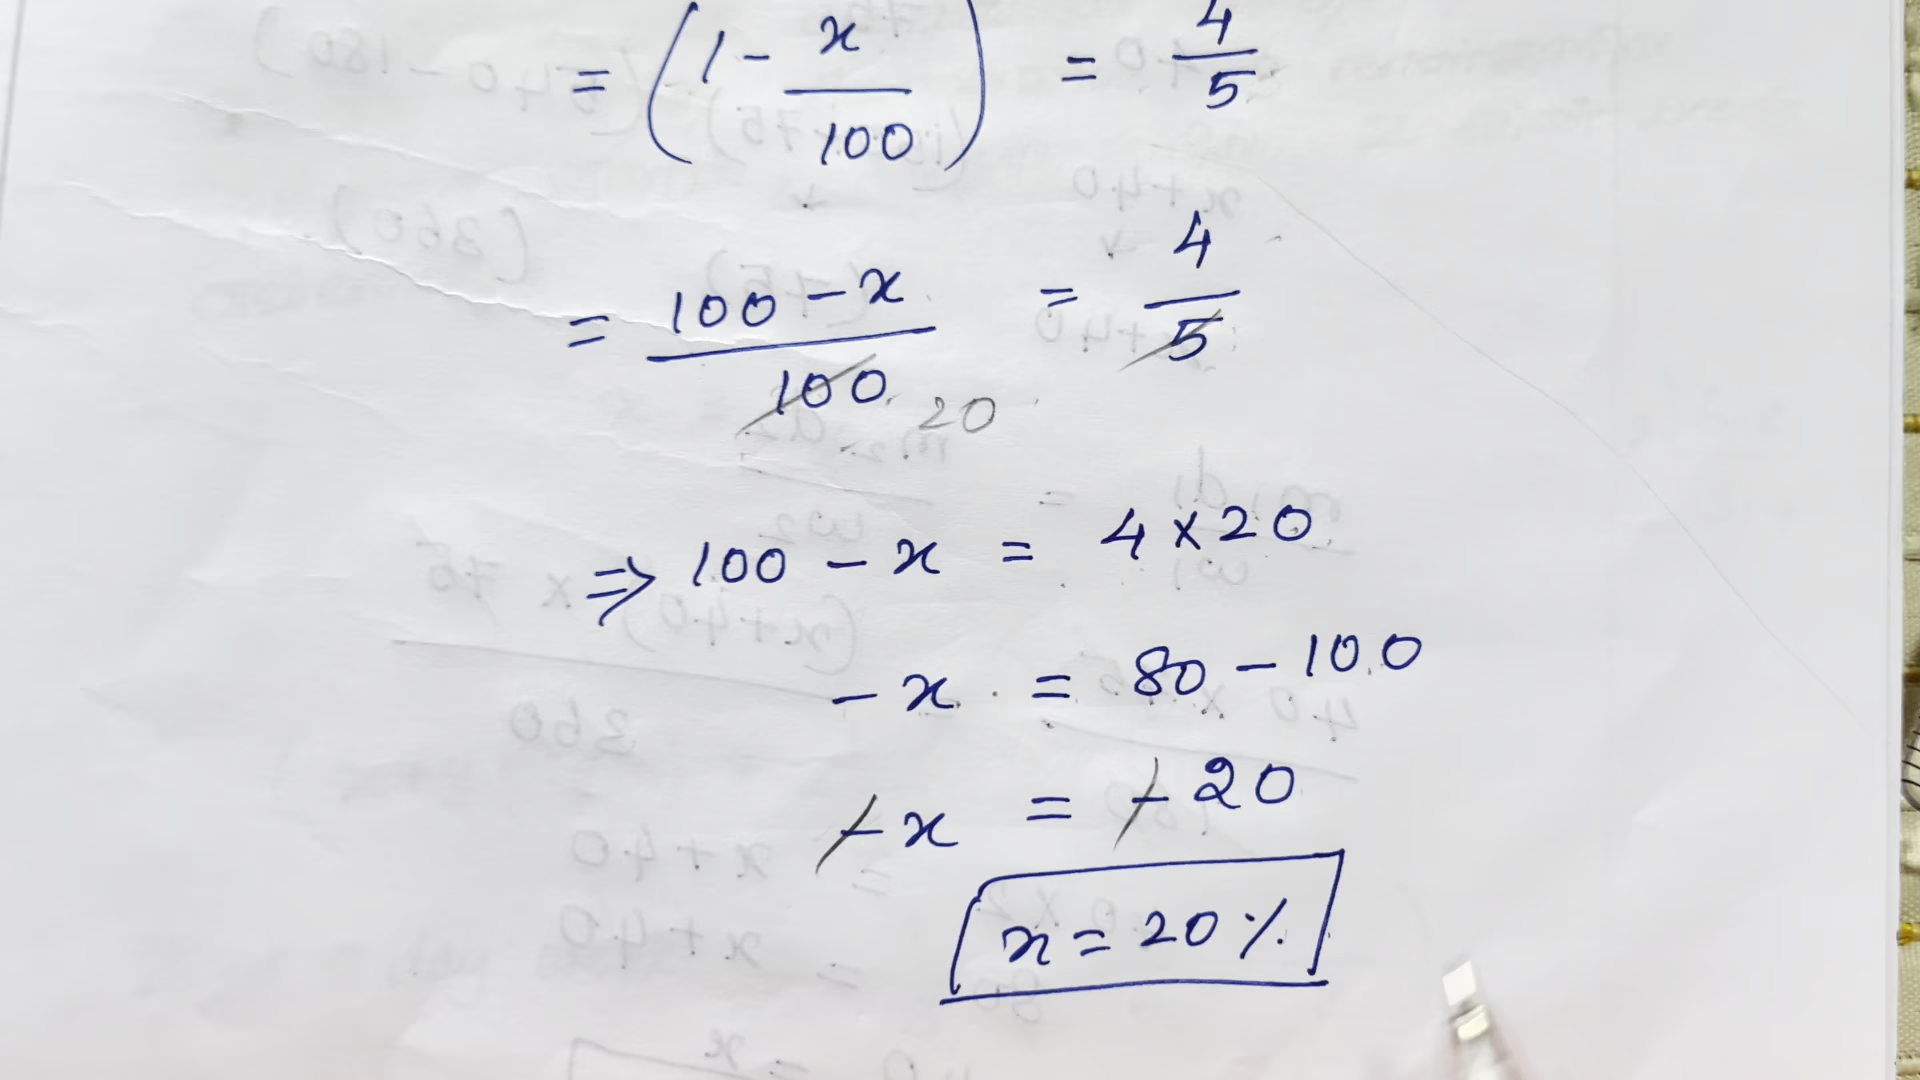 = (1 - x/100) = 4/5
= (100 - x)/100 = 4/5
20
⇒ 100 - x = 4 × 20
- x = 80 - 100
- x = - 20
x = 20 %